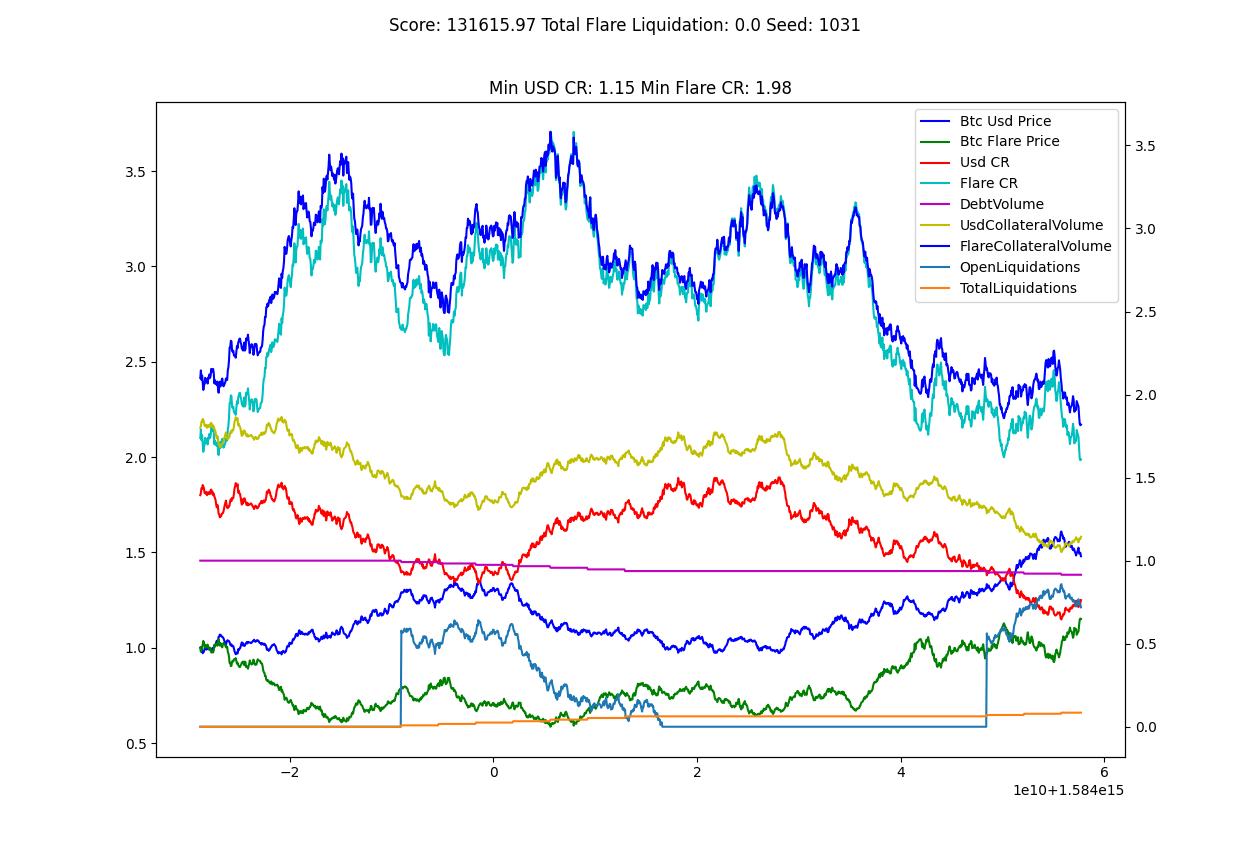 Score: 131615.97 Total Flare Liquidation: 0.0 Seed: 1031
Min USD CR: 1.15 Min Flare CR: 1.98
Btc Usd Price
Btc Flare Price
Usd CR
Flare CR
DebtVolume
UsdCollateralVolume
FlareCollateralVolume
OpenLiquidations
TotalLiquidations
3.5
3.0
2.5
2.0
1.5
1.0
0.5
3.5
3.0
2.5
2.0
1.5
1.0
0.5
0.0
−2 0 2 4 6
1e10+1.584e15